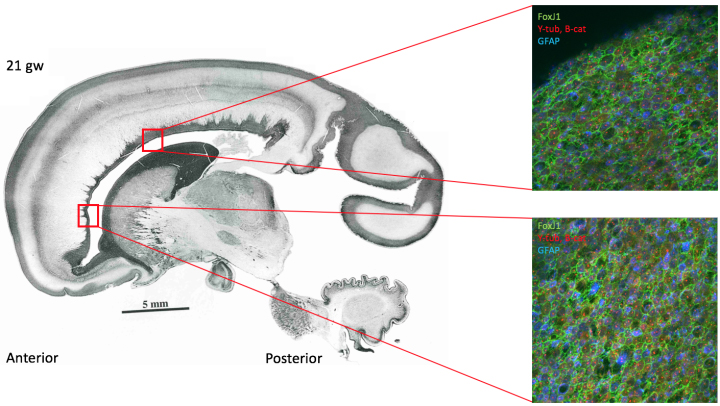 21 gw
FoxJ1
Y-tub, B-cat
GFAP
FoxJ1
Y-tub, B-cat
GFAP
5 mm
Anterior
Posterior